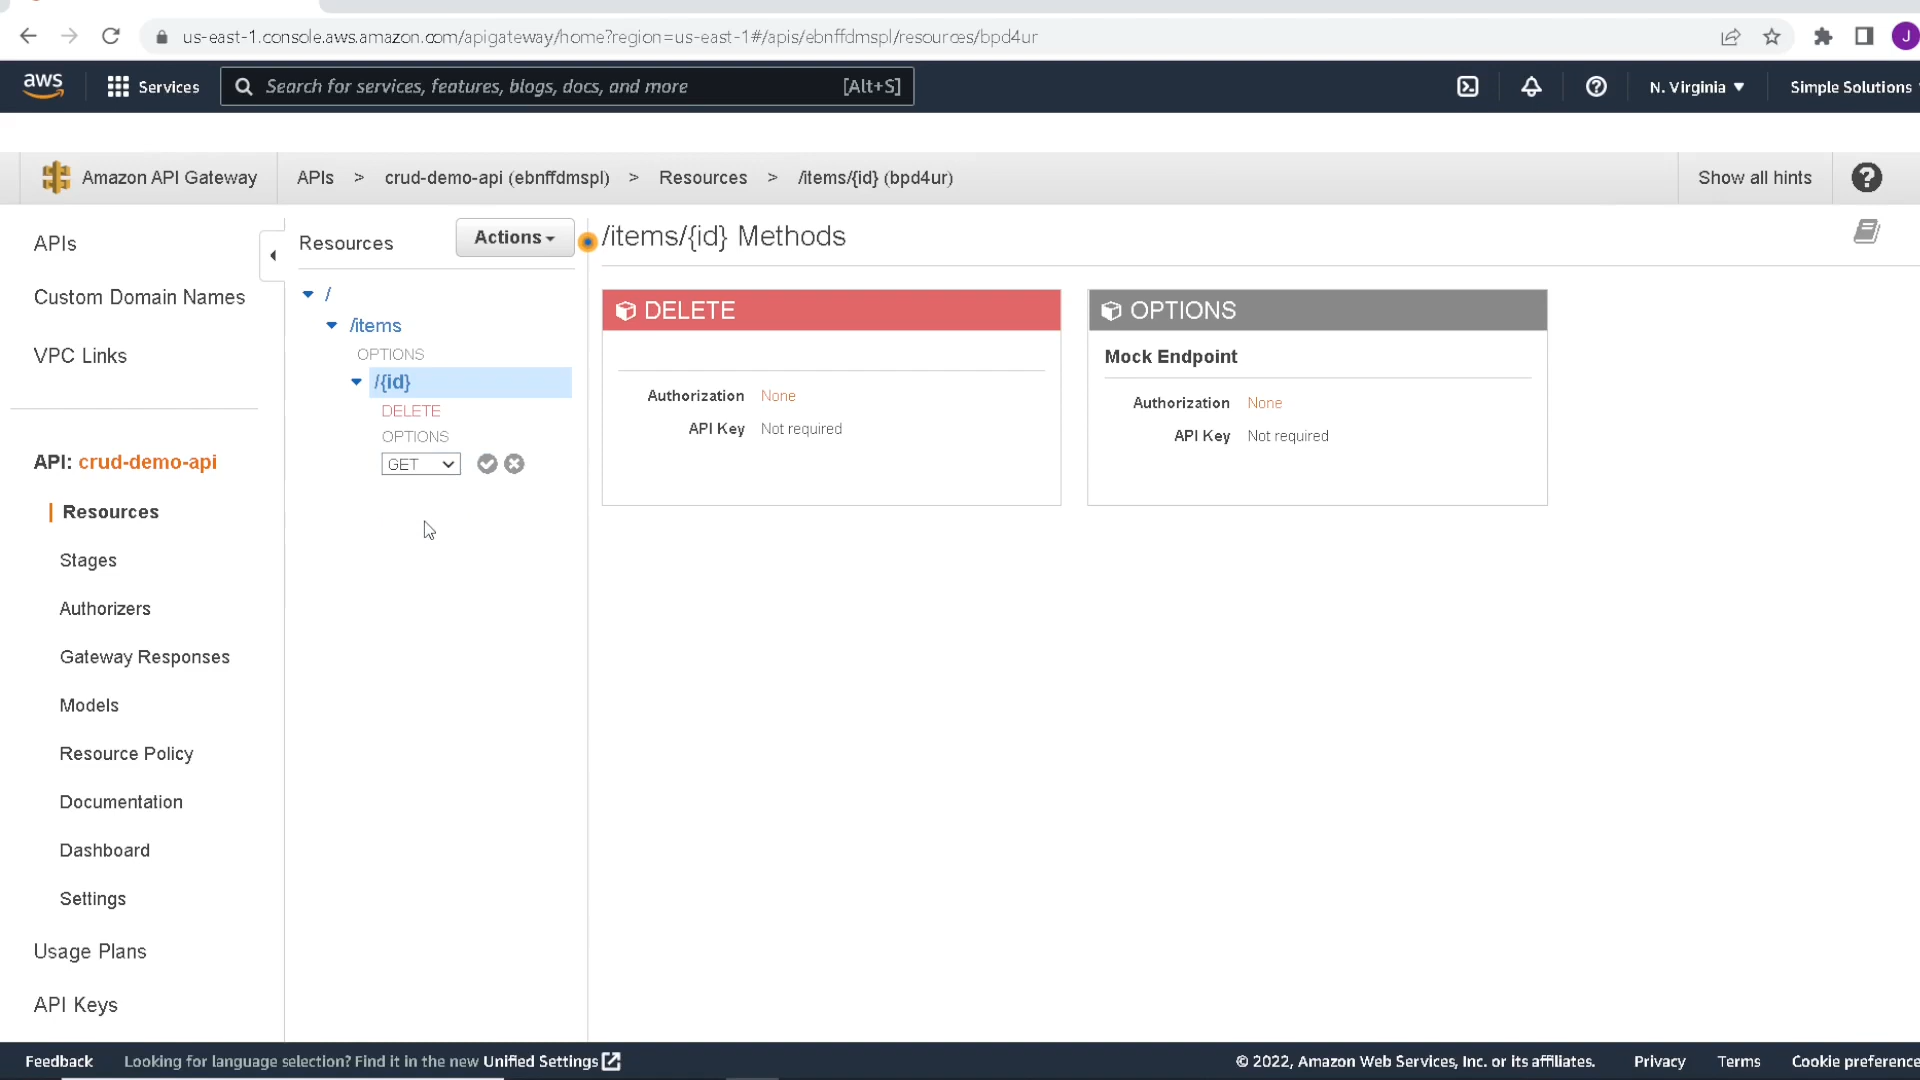 us-east-1.console.aws.amazon.com/apigateway/home?region=us-east-1#/apis/ebnffdmspl/resources/bpd4ur
J
aws
Services
Search for services, features, blogs, docs, and more
[Alt+S]
N. Virginia
Simple Solutions
Amazon API Gateway
APIs > crud-demo-api (ebnffdmspl) > Resources > /items/{id} (bpd4ur)
Show all hints
APIs
Custom Domain Names
VPC Links
API: crud-demo-api
Resources
Stages
Authorizers
Gateway Responses
Models
Resource Policy
Documentation
Dashboard
Settings
Usage Plans
API Keys
Resources
Actions
/
/items
OPTIONS
/{id}
DELETE
OPTIONS
GET
/items/{id} Methods
DELETE
Authorization None
API Key Not required
OPTIONS
Mock Endpoint
Authorization None
API Key Not required
Feedback
Looking for language selection? Find it in the new Unified Settings
© 2022, Amazon Web Services, Inc. or its affiliates.
Privacy
Terms
Cookie preference